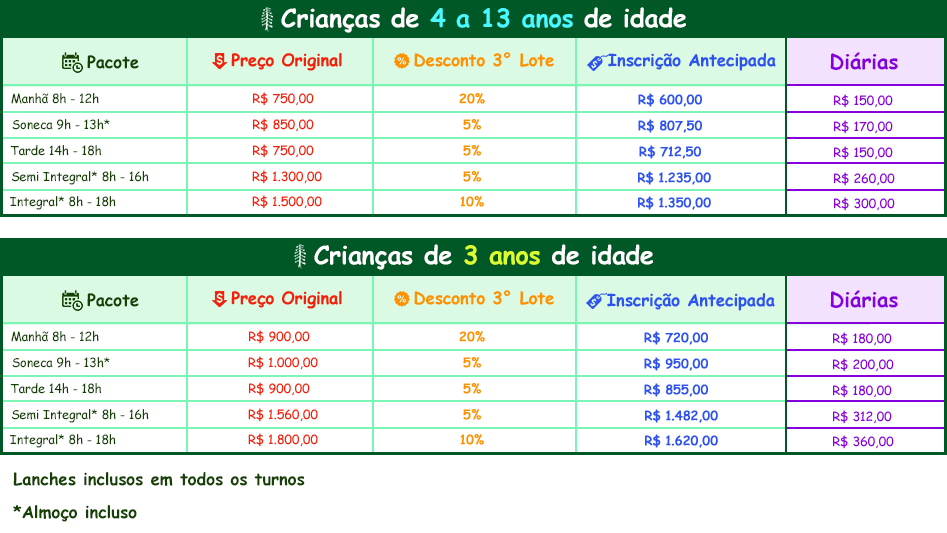 Crianças de 4 a 13 anos de idade
Pacote Preço Original Desconto 3° Lote Inscrição Antecipada Diárias
Manhã 8h - 12h R$ 750,00 20% R$ 600,00 R$ 150,00
Soneca 9h - 13h* R$ 850,00 5% R$ 807,50 R$ 170,00
Tarde 14h - 18h R$ 750,00 5% R$ 712,50 R$ 150,00
Semi Integral* 8h - 16h R$ 1.300,00 5% R$ 1.235,00 R$ 260,00
Integral* 8h - 18h R$ 1.500,00 10% R$ 1.350,00 R$ 300,00
Crianças de 3 anos de idade
Pacote Preço Original Desconto 3° Lote Inscrição Antecipada Diárias
Manhã 8h - 12h R$ 900,00 20% R$ 720,00 R$ 180,00
Soneca 9h - 13h* R$ 1.000,00 5% R$ 950,00 R$ 200,00
Tarde 14h - 18h R$ 900,00 5% R$ 855,00 R$ 180,00
Semi Integral* 8h - 16h R$ 1.560,00 5% R$ 1.482,00 R$ 312,00
Integral* 8h - 18h R$ 1.800,00 10% R$ 1.620,00 R$ 360,00
Lanches inclusos em todos os turnos
*Almoço incluso